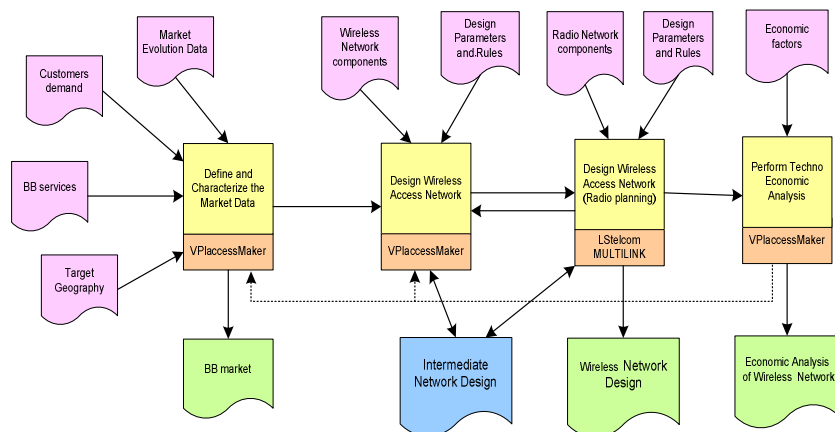 Market
Evolution Data
Customers
demand
BB services
Target
Geography
Wireless
Network
components
Design
Parameters
and.Rules
Radio Network
components
Design
Parameters
and Rules
Economic
factors
Define and
Characterize the
Market Data
VPIaccessMaker
Design Wireless
Access Network
VPIaccessMaker
Design Wireless
Access Network
(Radio planning)
LStelcom
MULTILINK
Perform Techno
Economic
Analysis
VPIaccessMaker
BB market
Intermediate
Network Design
Wireless Network
Design
Economic Analysis
of Wireless Network